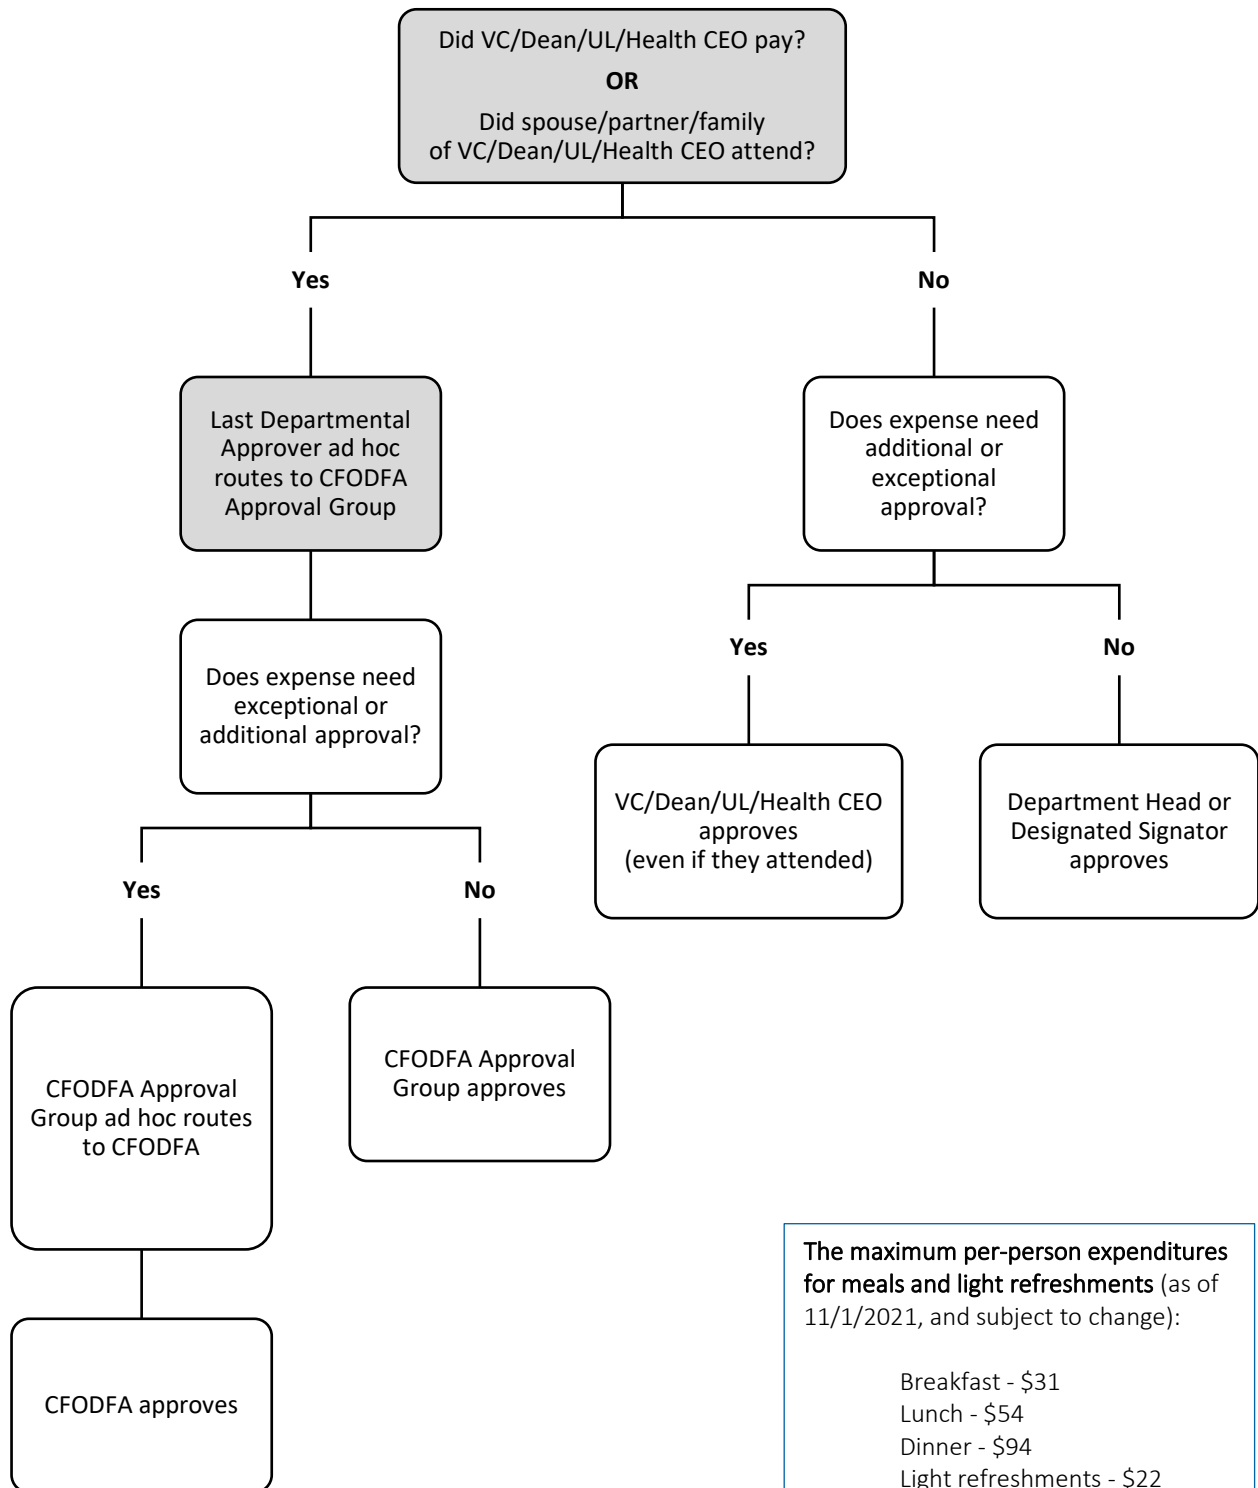 Did VC/Dean/UL/Health CEO pay?
OR
Did spouse/partner/family
of VC/Dean/UL/Health CEO attend?
Yes
No
Last Departmental
Approver ad hoc
routes to CFODFA
Approval Group
Does expense need
additional or
exceptional
approval?
Does expense need
exceptional or
additional approval?
Yes
No
VC/Dean/UL/Health CEO
approves
(even if they attended)
Department Head or
Designated Signator
approves
Yes
No
CFODFA Approval
Group ad hoc routes
to CFODFA
CFODFA Approval
Group approves
CFODFA approves
The maximum per-person expenditures
for meals and light refreshments (as of
11/1/2021, and subject to change):
Breakfast - $31
Lunch - $54
Dinner - $94
Light refreshments - $22